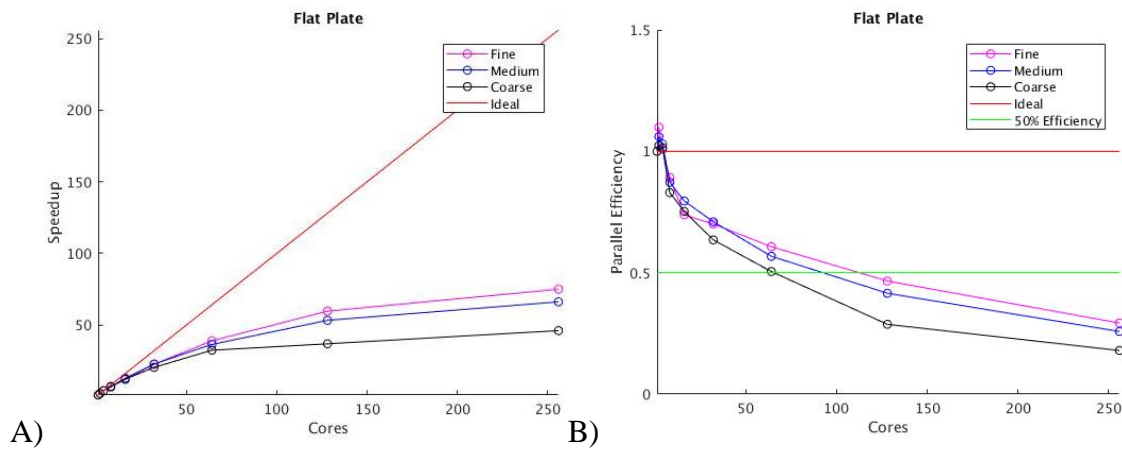 Flat Plate
250
200
150
100
50
Speedup
Fine
Medium
Coarse
Ideal
50
100
150
200
250
Cores
A)
Flat Plate
1.5
1
0.5
0
Parallel Efficiency
Fine
Medium
Coarse
Ideal
50% Efficiency
50
100
150
200
250
Cores
B)